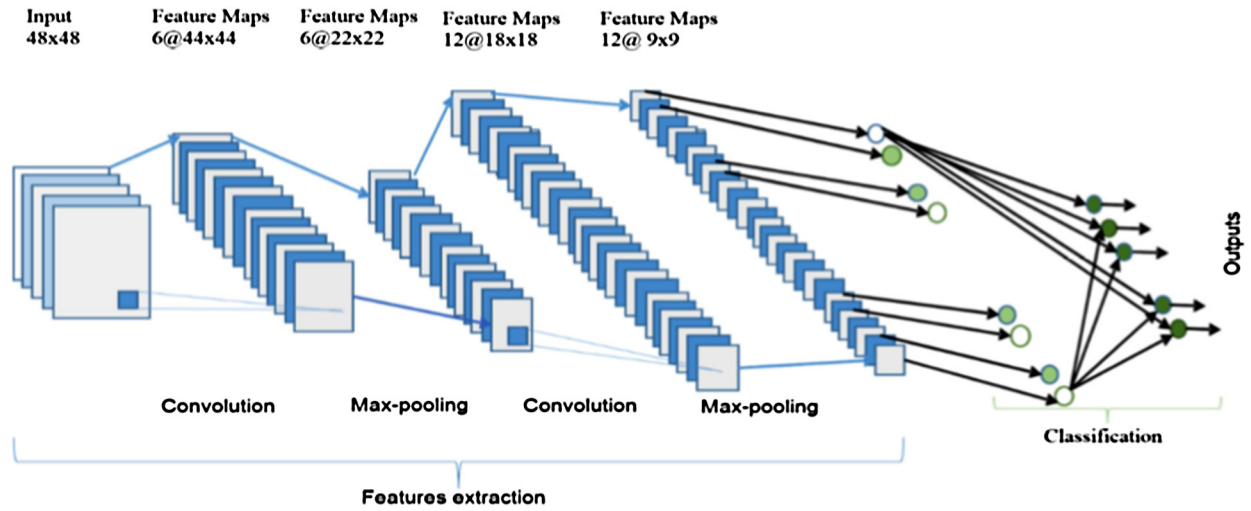 Input
48x48
Feature Maps
6@44x44
Feature Maps
6@22x22
Feature Maps
12@18x18
Feature Maps
12@ 9x9
Outputs
Convolution
Max-pooling
Convolution
Max-pooling
Classification
Features extraction